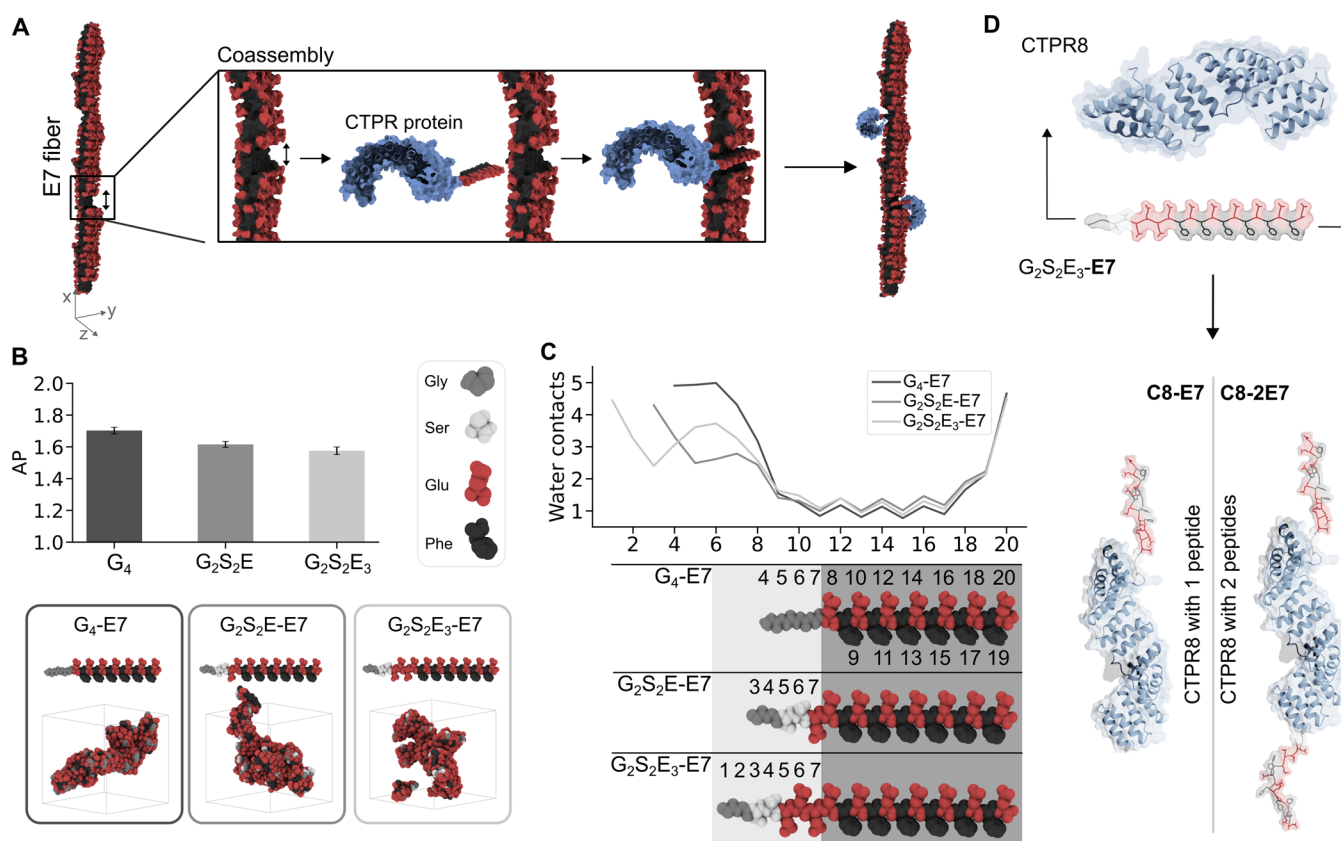 A
Coassembly
E7 fiber
CTPR protein
x
y
z
B
AP
2.0
1.8
1.6
1.4
1.2
1.0
G₄
G₂S₂E
G₂S₂E₃
Gly
Ser
Glu
Phe
G₄-E7
G₂S₂E-E7
G₂S₂E₃-E7
C
Water contacts
5
4
3
2
1
G₄-E7
G₂S₂E-E7
G₂S₂E₃-E7
2 4 6 8 10 12 14 16 18 20
G₄-E7
4 5 6 7 8 10 12 14 16 18 20
9 11 13 15 17 19
G₂S₂E-E7
3 4 5 6 7
G₂S₂E₃-E7
1 2 3 4 5 6 7
D
CTPR8
G₂S₂E₃-E7
C8-E7
C8-2E7
CTPR8 with 1 peptide
CTPR8 with 2 peptides